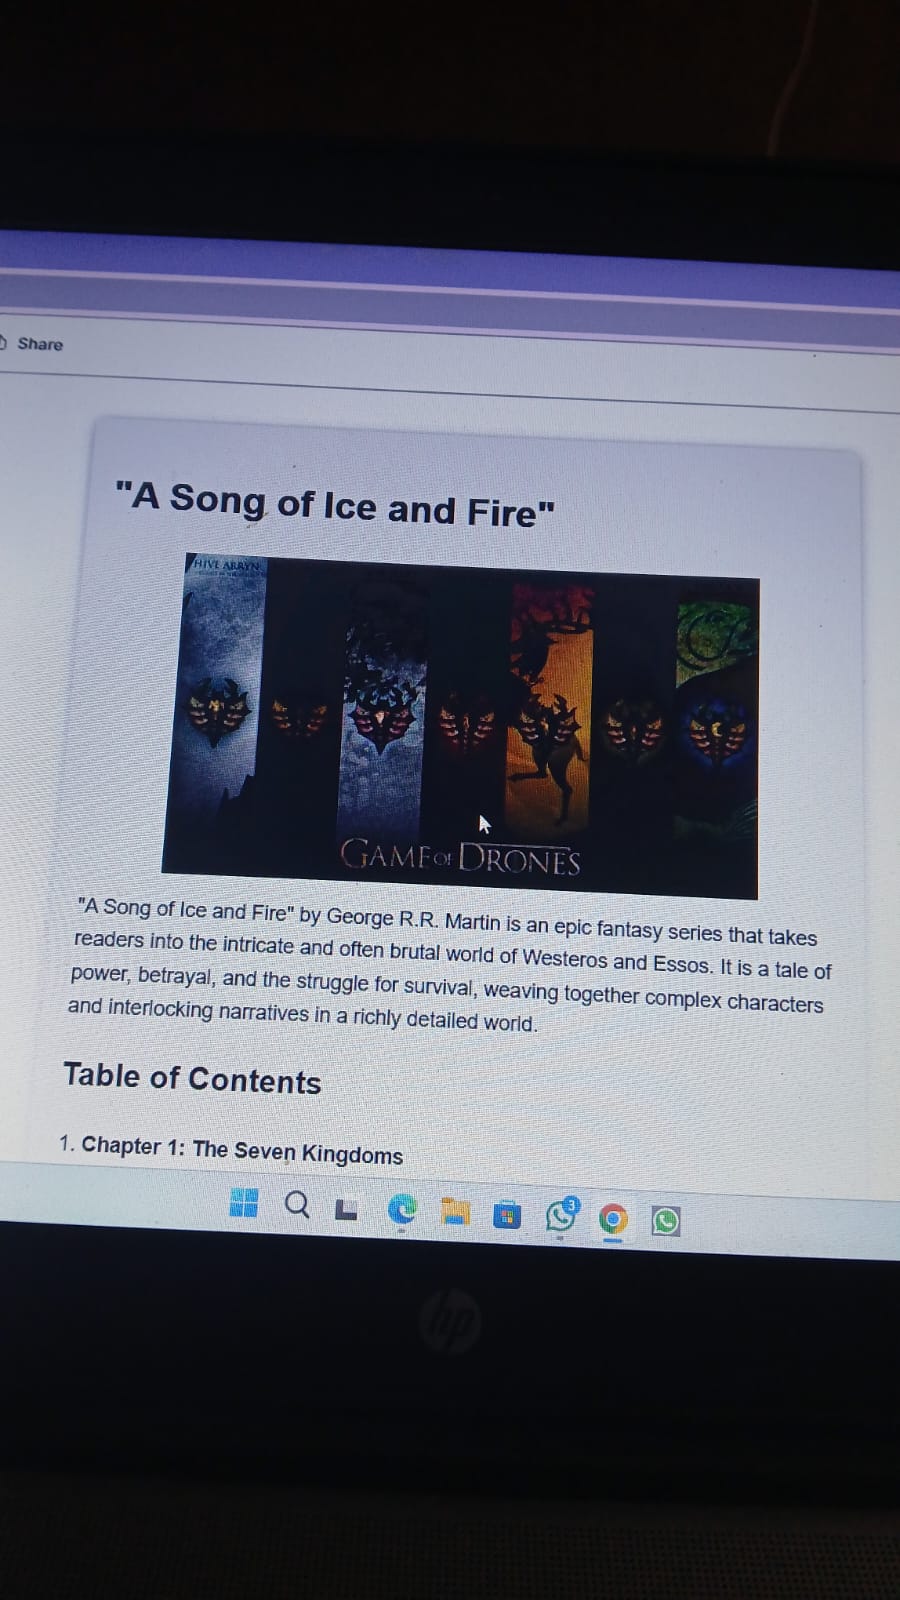 Share
"A Song of Ice and Fire"
HIVE ARRYN
GAME OF DRONES
"A Song of Ice and Fire" by George R.R. Martin is an epic fantasy series that takes
readers into the intricate and often brutal world of Westeros and Essos. It is a tale of
power, betrayal, and the struggle for survival, weaving together complex characters
and interlocking narratives in a richly detailed world.
Table of Contents
1. Chapter 1: The Seven Kingdoms
3
hp